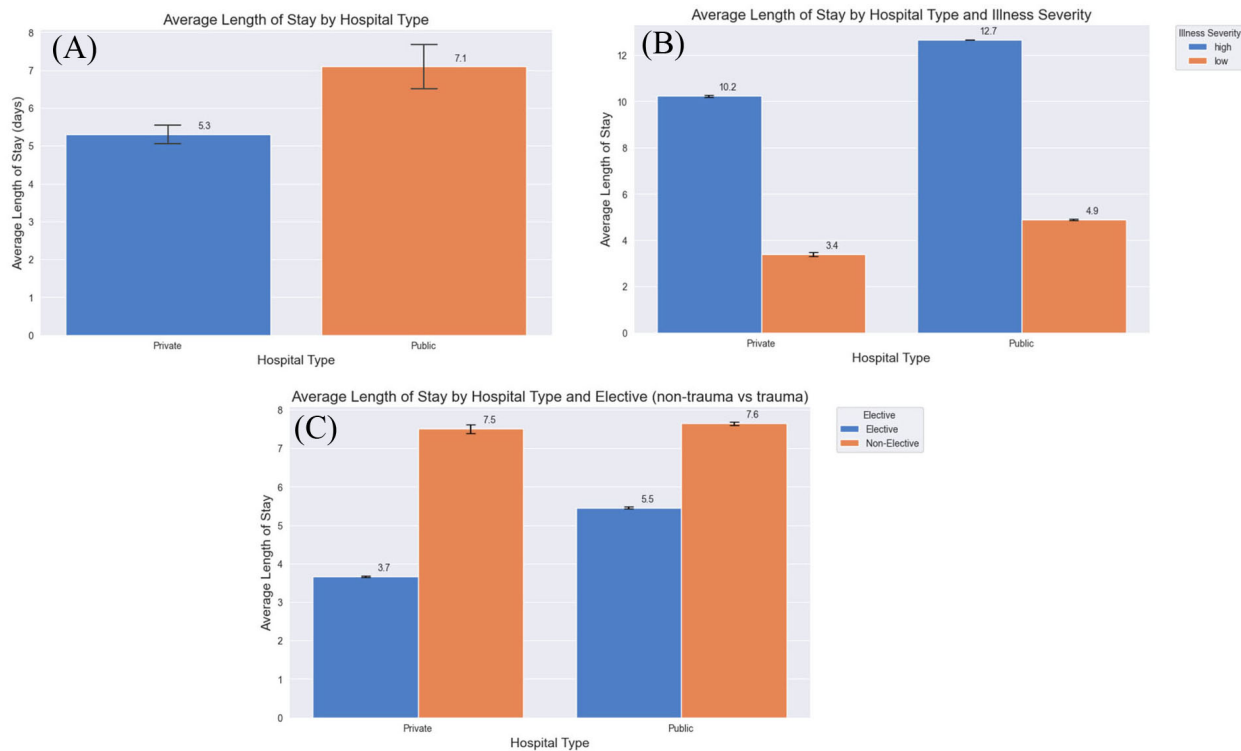 Average Length of Stay by Hospital Type
(A)
8
7
6
5
4
3
2
1
0
Average Length of Stay (days)
5.3
7.1
Private
Public
Hospital Type
Average Length of Stay by Hospital Type and Illness Severity
(B)
12
10
8
6
4
2
0
Average Length of Stay
10.2
3.4
12.7
4.9
Private
Public
Hospital Type
Illness Severity
high
low
Average Length of Stay by Hospital Type and Elective (non-trauma vs trauma)
(C)
8
7
6
5
4
3
2
1
0
Average Length of Stay
3.7
7.5
5.5
7.6
Private
Public
Hospital Type
Elective
Elective
Non-Elective